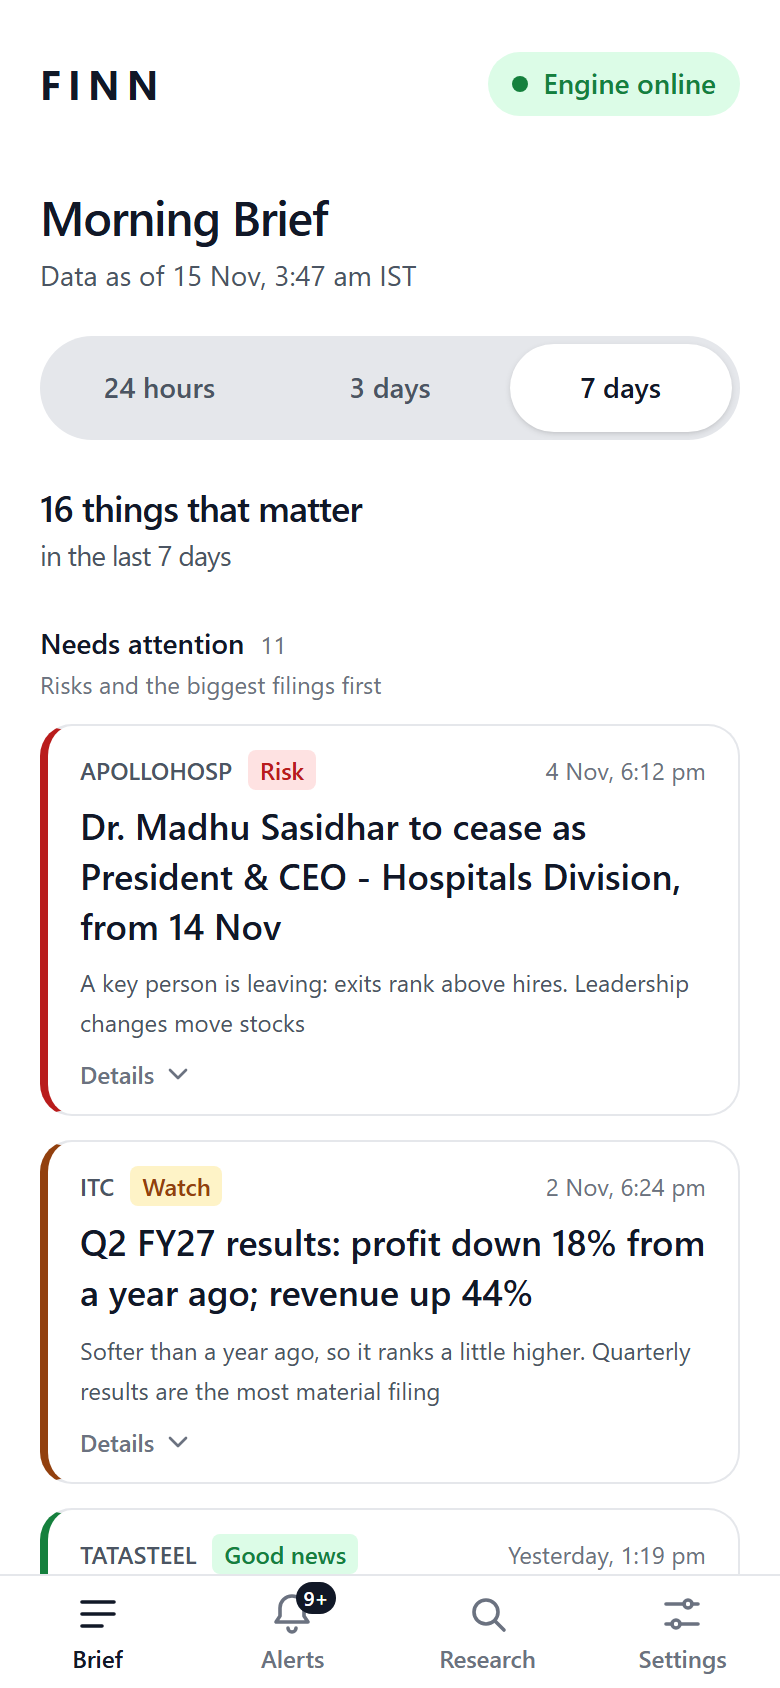 FINN
Engine online
Morning Brief
Data as of 15 Nov, 3:47 am IST
24 hours
3 days
7 days
16 things that matter
in the last 7 days
Needs attention 11
Risks and the biggest filings first
APOLLOHOSP Risk 4 Nov, 6:12 pm
Dr. Madhu Sasidhar to cease as
President & CEO - Hospitals Division,
from 14 Nov
A key person is leaving: exits rank above hires. Leadership
changes move stocks
Details
ITC Watch 2 Nov, 6:24 pm
Q2 FY27 results: profit down 18% from
a year ago; revenue up 44%
Softer than a year ago, so it ranks a little higher. Quarterly
results are the most material filing
Details
TATASTEEL Good news Yesterday, 1:19 pm
9+
Brief
Alerts
Research
Settings